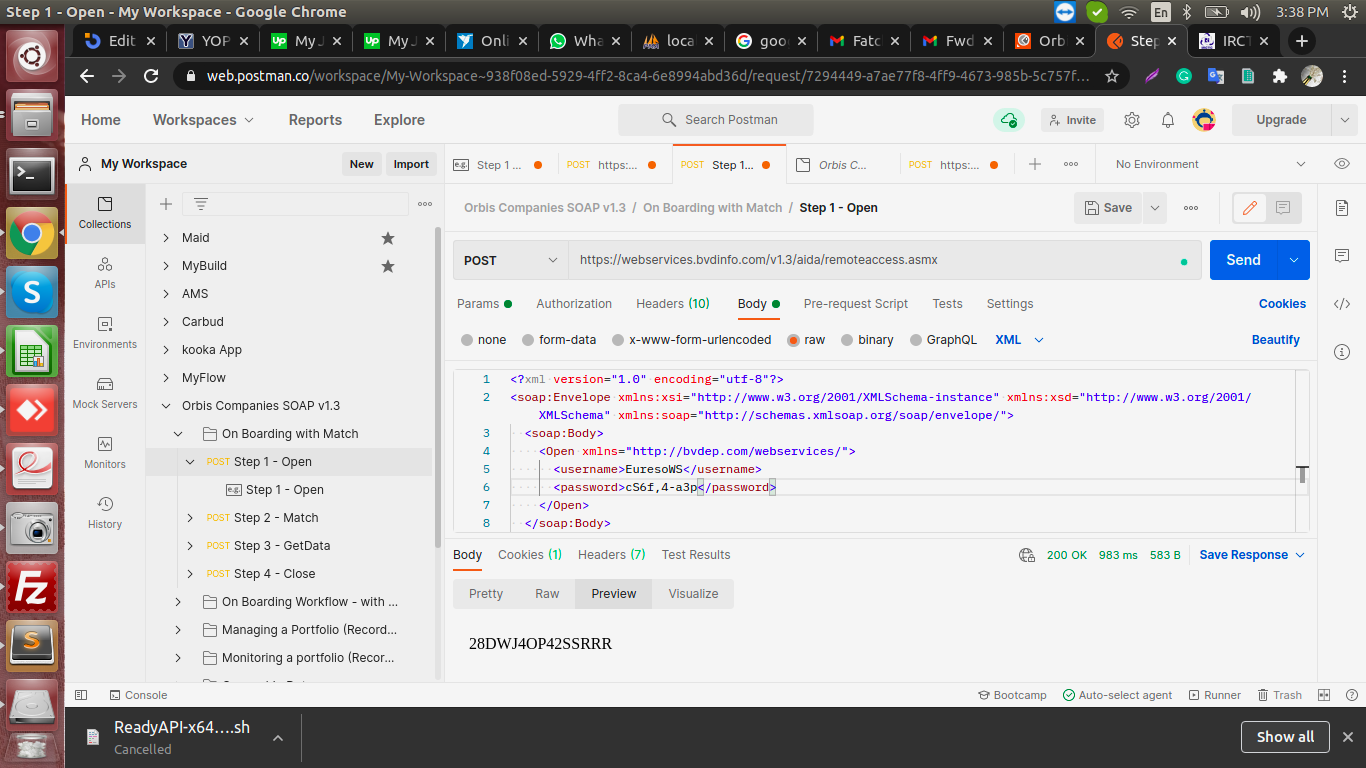 Step 1 - Open - My Workspace - Google Chrome
En
3:38 PM
Edit
YOP
My J
My J
Onli
Wha
loca
goo
Fatc
Fwd
Orb
Step
IRCT
web.postman.co/workspace/My-Workspace~938f08ed-5929-4ff2-8ca4-6e8994abd36d/request/7294449-a7ae77f8-4ff9-4673-985b-5c757f...
Home
Workspaces
Reports
Explore
Search Postman
Invite
Upgrade
My Workspace
New
Import
Step 1 ...
POST https:...
POST Step 1...
Orbis C...
POST https:...
No Environment
Collections
APIs
Environments
Mock Servers
Monitors
History
Maid
MyBuild
AMS
Carbud
kooka App
MyFlow
Orbis Companies SOAP v1.3
On Boarding with Match
POST Step 1 - Open
e.g. Step 1 - Open
POST Step 2 - Match
POST Step 3 - GetData
POST Step 4 - Close
On Boarding Workflow - with ...
Managing a Portfolio (Record...
Monitoring a portfolio (Recor...
Orbis Companies SOAP v1.3 / On Boarding with Match / Step 1 - Open
Save
POST
https://webservices.bvdinfo.com/v1.3/aida/remoteaccess.asmx
Send
Params
Authorization
Headers (10)
Body
Pre-request Script
Tests
Settings
Cookies
none
form-data
x-www-form-urlencoded
raw
binary
GraphQL
XML
Beautify
1 <?xml version="1.0" encoding="utf-8"?>
2 <soap:Envelope xmlns:xsi="http://www.w3.org/2001/XMLSchema-instance" xmlns:xsd="http://www.w3.org/2001/
XMLSchema" xmlns:soap="http://schemas.xmlsoap.org/soap/envelope/">
3 <soap:Body>
4 <Open xmlns="http://bvdep.com/webservices/">
5 <username>EuresoWS</username>
6 <password>cS6f,4-a3p</password>
7 </Open>
8 </soap:Body>
Body
Cookies (1)
Headers (7)
Test Results
200 OK
983 ms
583 B
Save Response
Pretty
Raw
Preview
Visualize
28DWJ4OP42SSRRR
Console
Bootcamp
Auto-select agent
Runner
Trash
ReadyAPI-x64....sh
Cancelled
Show all